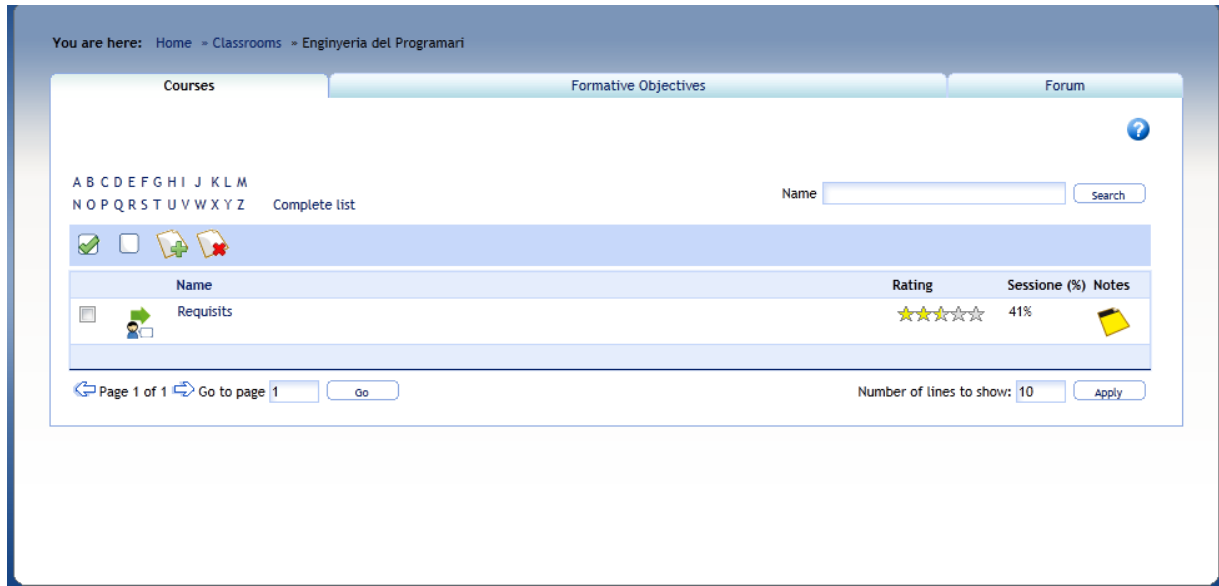 You are here: Home » Classrooms » Enginyeria del Programari
Courses Formative Objectives Forum
?
A B C D E F G H I J K L M
N O P Q R S T U V W X Y Z Complete list
Name Search
Name Rating Sessione (%) Notes
Requisits 41%
Page 1 of 1 Go to page 1 Go Number of lines to show: 10 Apply